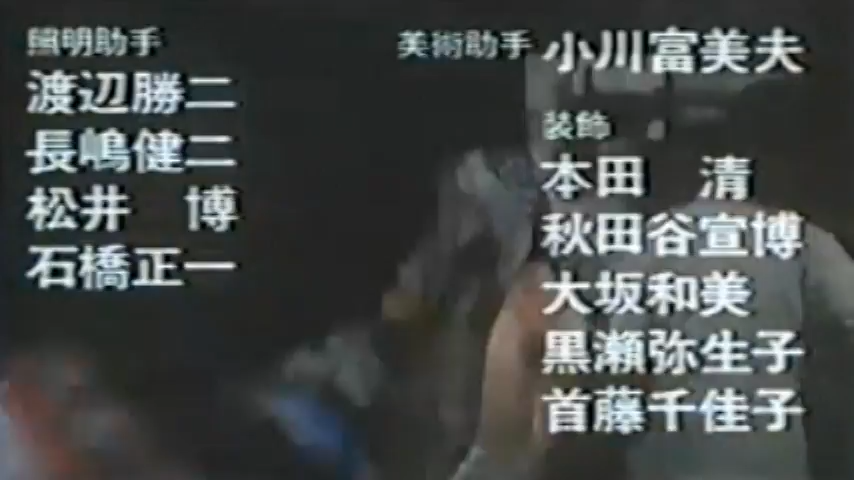 照明助手
渡辺勝二
長嶋健二
松井　博
石橋正一
美術助手 小川富美夫
装飾
本田　清
秋田谷宣博
大坂和美
黒瀬弥生子
首藤千佳子